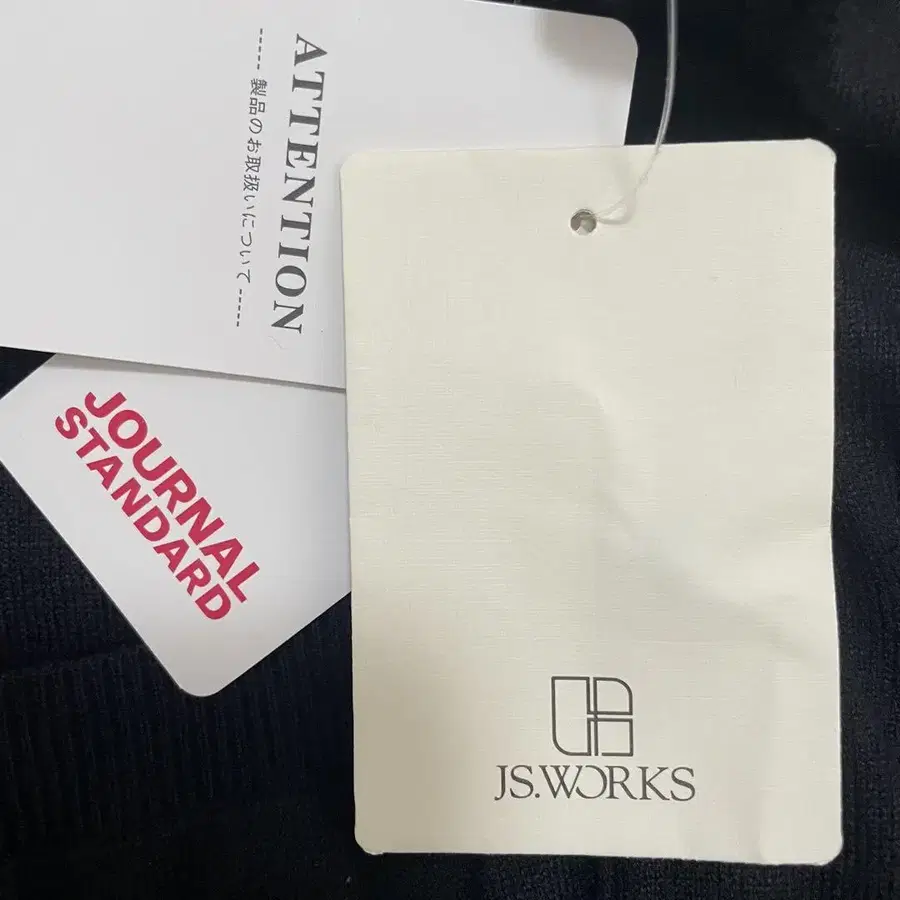 ATTENTION
----- 製品のお取扱いについて -----
JOURNAL
STANDARD
JS.WORKS